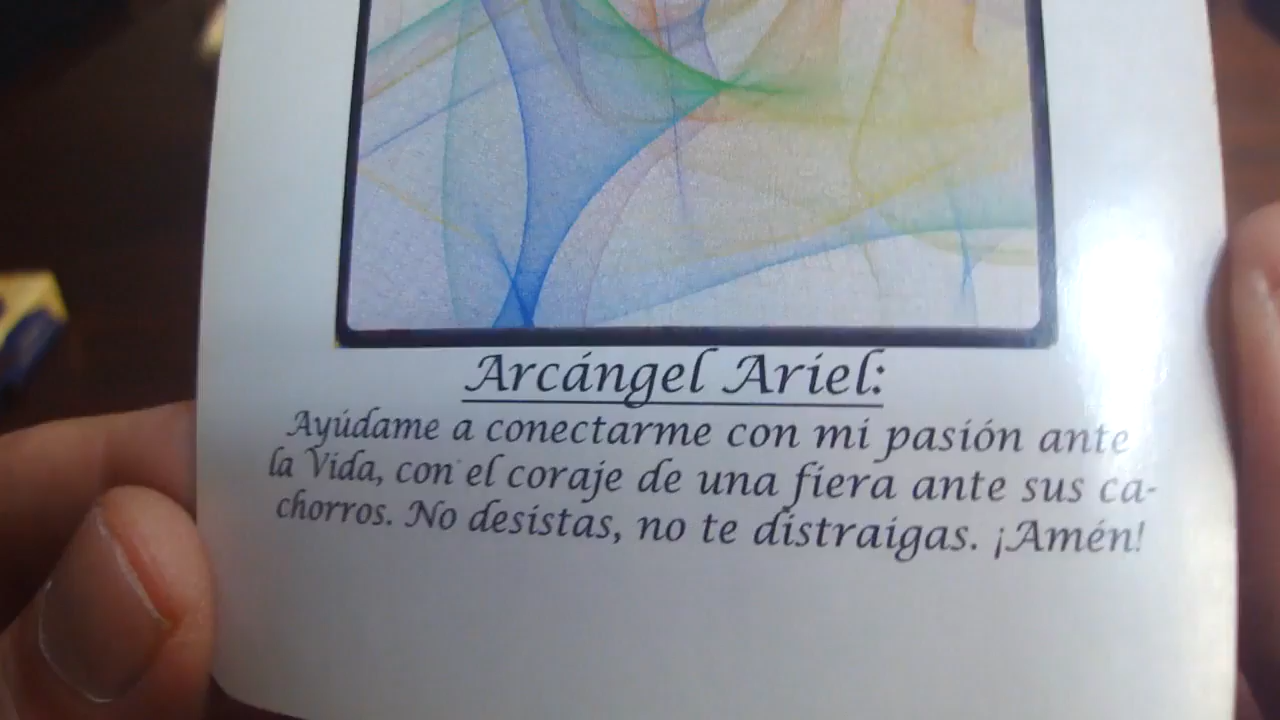 Arcángel Ariel:
Ayúdame a conectarme con mi pasión ante
la Vida, con el coraje de una fiera ante sus ca-
chorros. No desistas, no te distraigas. ¡Amén!